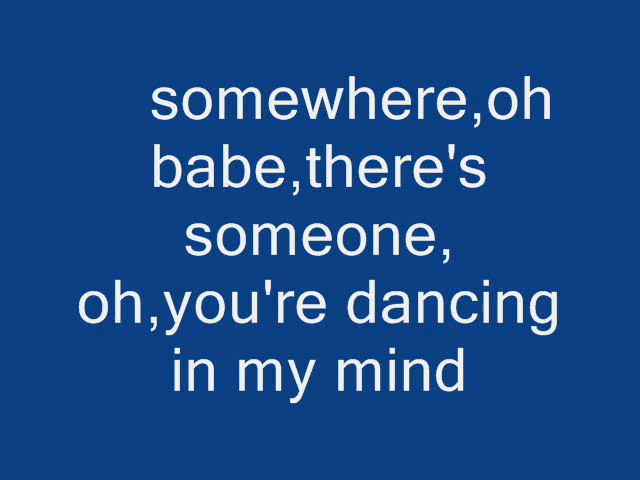 somewhere,oh
babe,there's
someone,
oh,you're dancing
in my mind